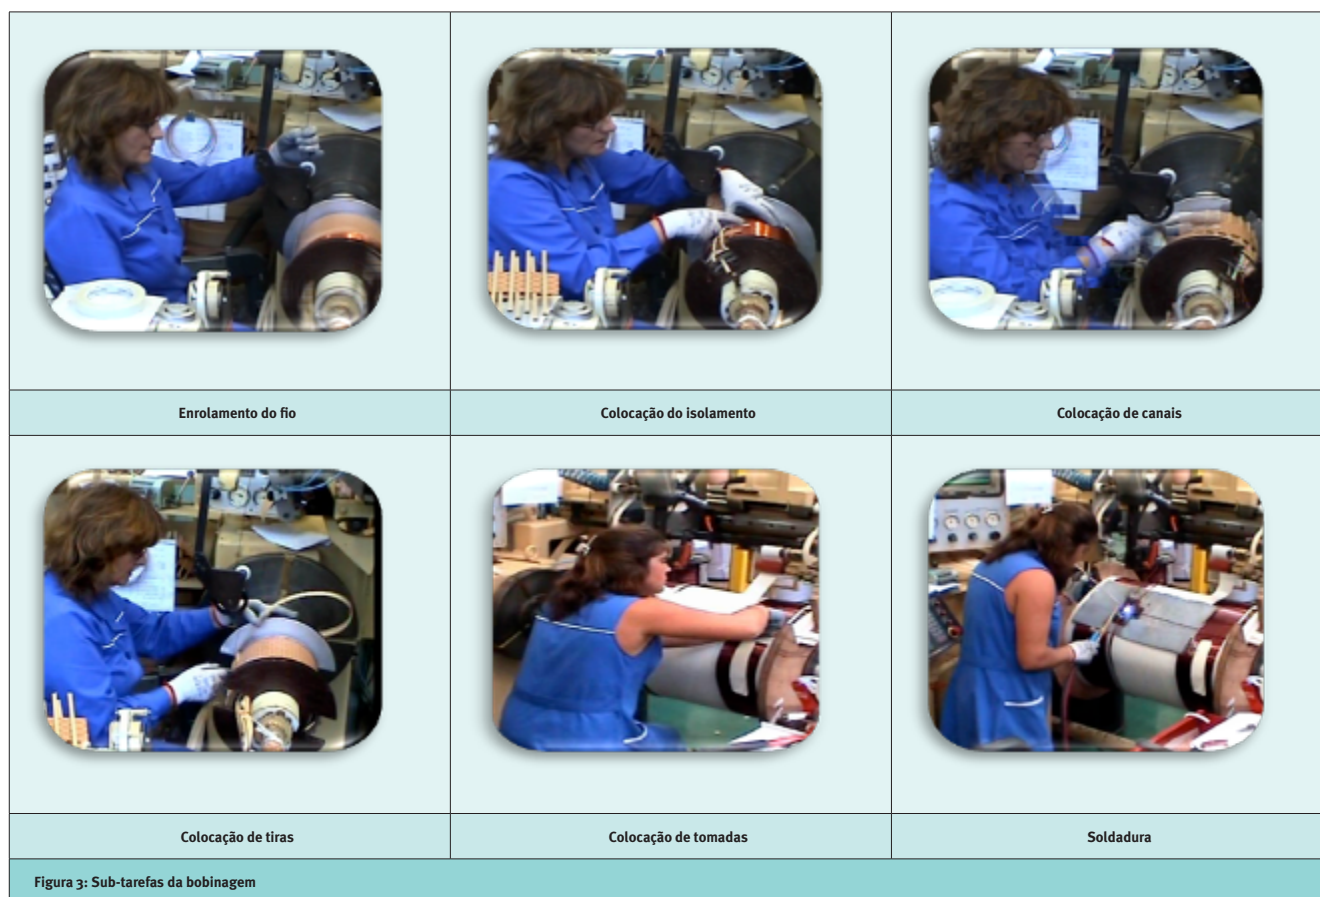 Enrolamento do fio
Colocação do isolamento
Colocação de canais
Colocação de tiras
Colocação de tomadas
Soldadura
Figura 3: Sub-tarefas da bobinagem